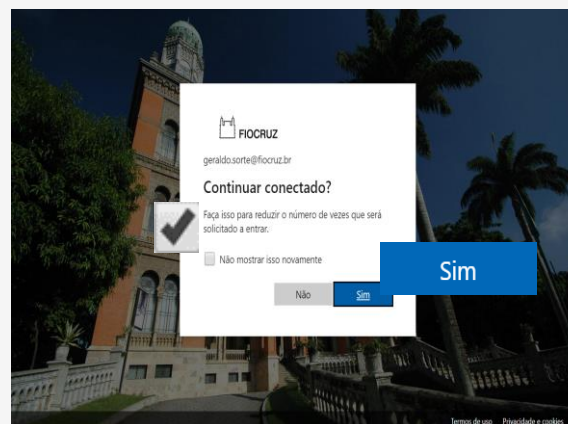 FIOCRUZ
geraldo.sorte@fiocruz.br
Continuar conectado?
Faça isso para reduzir o número de vezes que será
solicitado a entrar.
Não mostrar isso novamente
Não
Sim
Sim
Termos de uso Privacidade e cookies